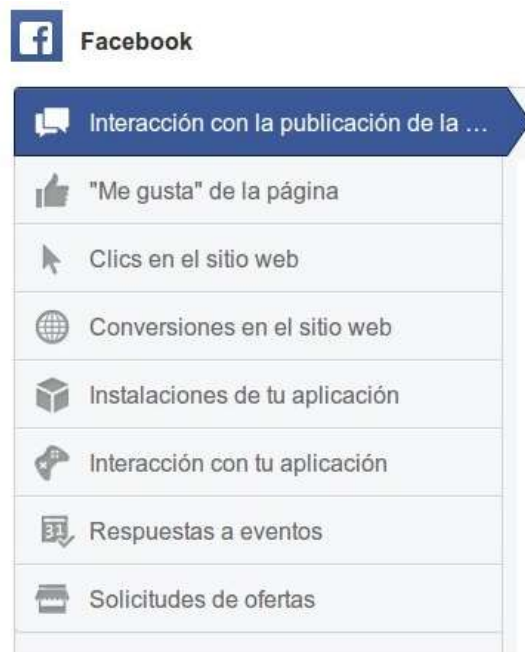 Facebook
Interacción con la publicación de la ...
"Me gusta" de la página
Clics en el sitio web
Conversiones en el sitio web
Instalaciones de tu aplicación
Interacción con tu aplicación
31
Respuestas a eventos
Solicitudes de ofertas